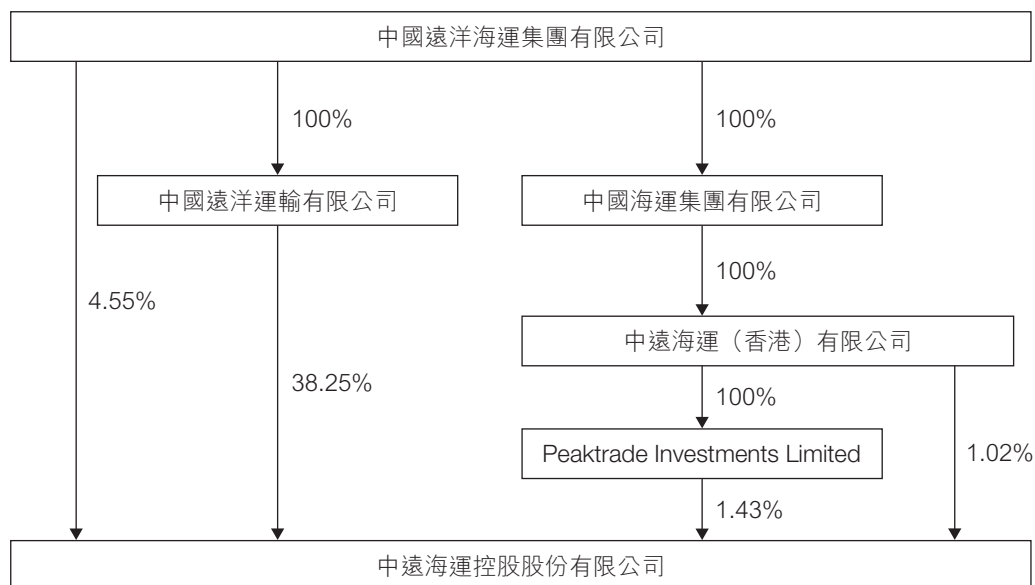 中國遠洋海運集團有限公司
100%
100%
中國遠洋運輸有限公司
中國海運集團有限公司
100%
4.55%
中遠海運（香港）有限公司
38.25%
100%
Peaktrade Investments Limited
1.02%
1.43%
中遠海運控股股份有限公司